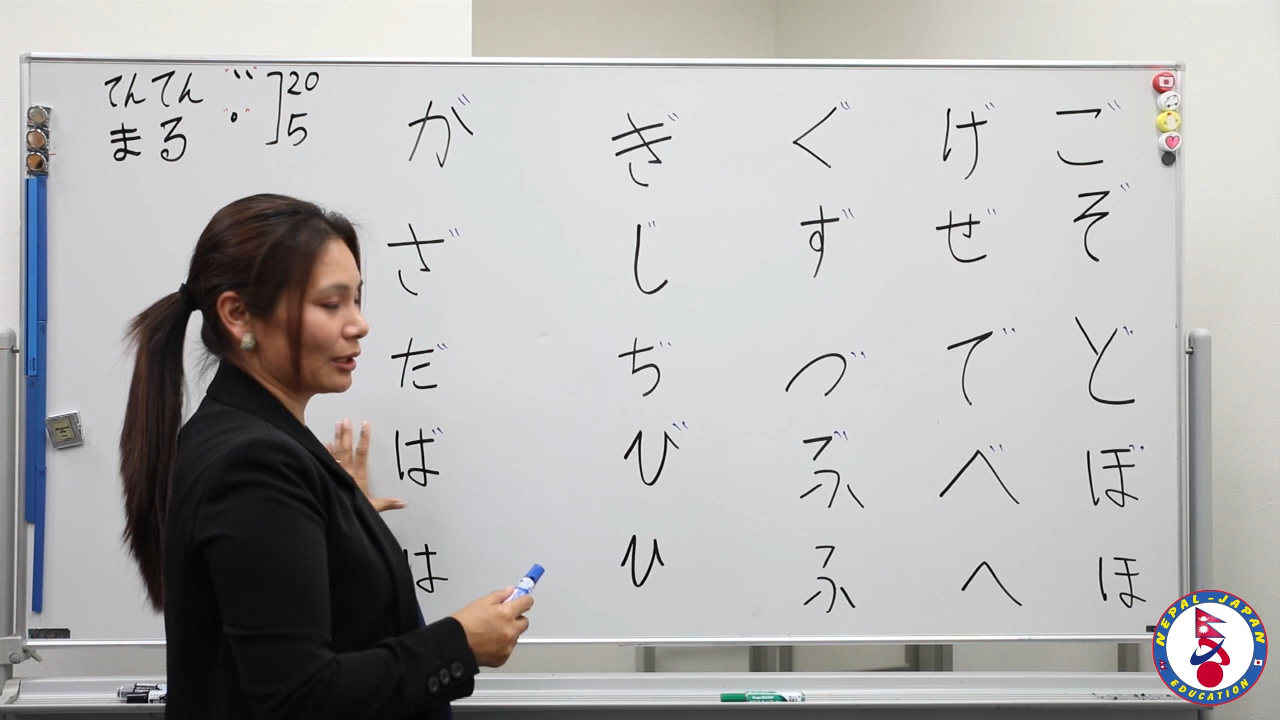 てんてん ゛ ]20
まる ゜ ]5
が ぎ ぐ げ ご
ざ じ ず ぜ ぞ
だ ぢ づ で ど
ば び ぶ べ ぼ
は ひ ふ へ ほ
NEPAL-JAPAN
EDUCATION